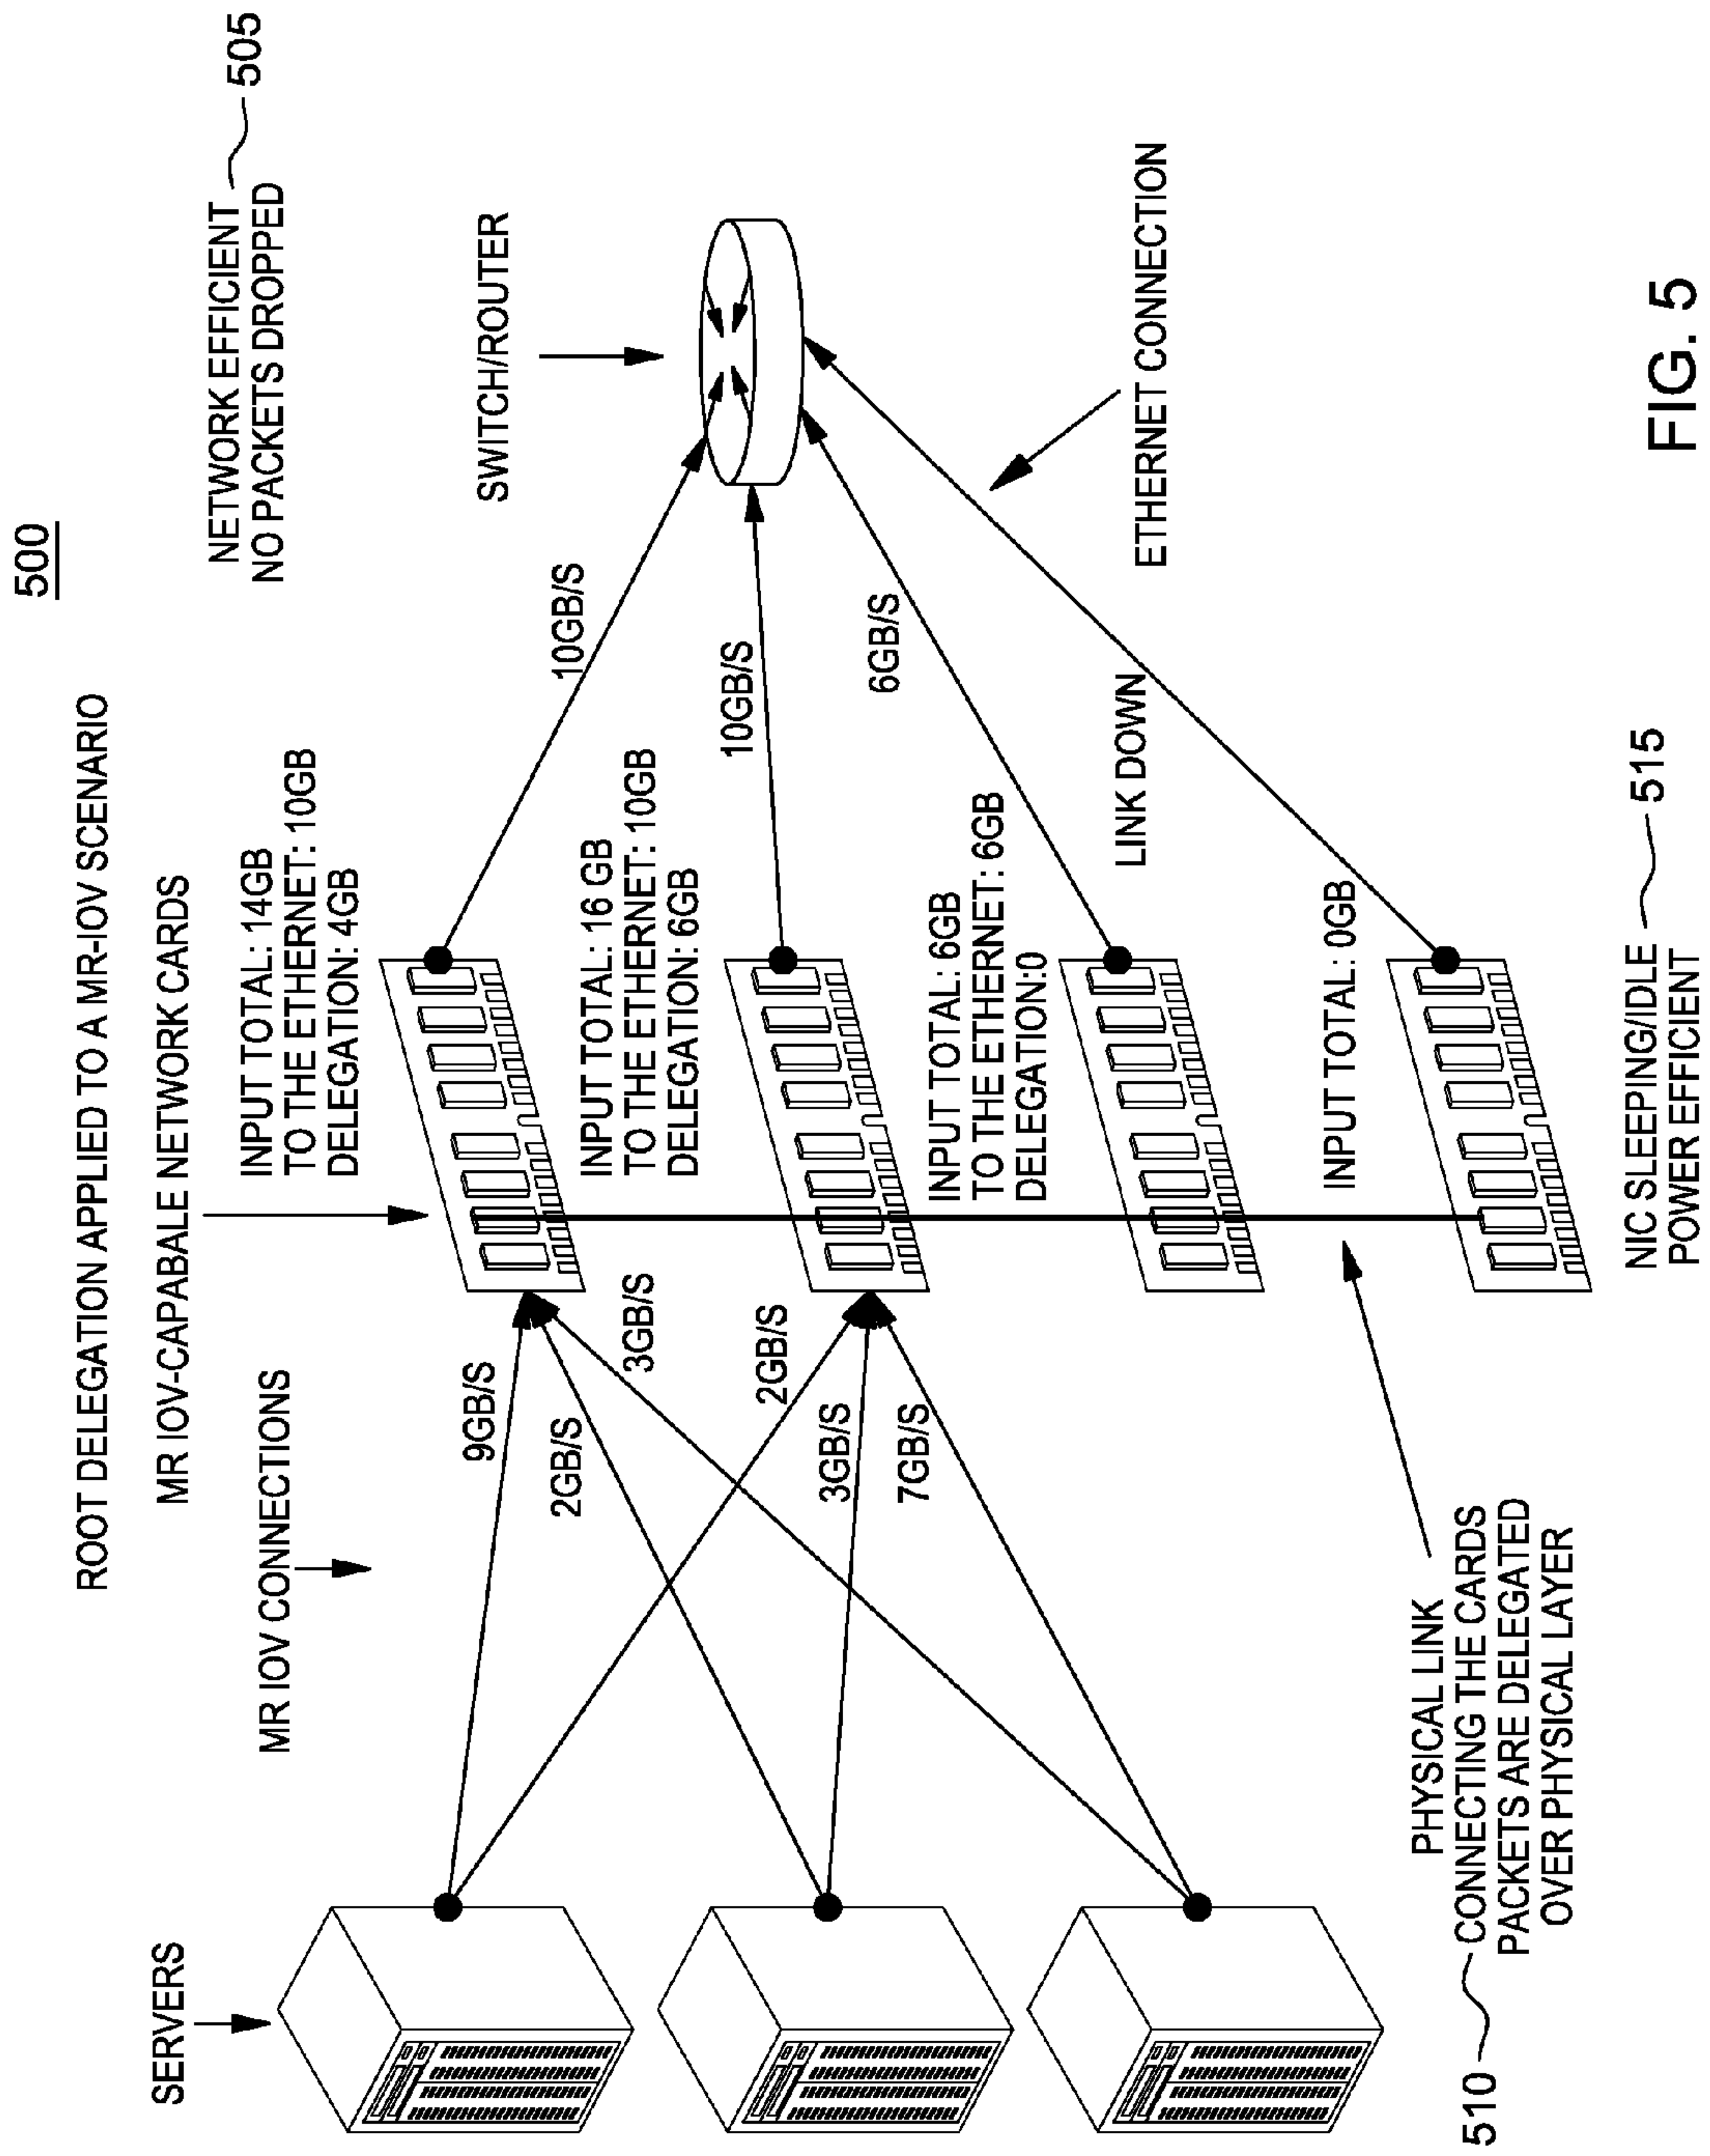 500
ROOT DELEGATION APPLIED TO A MR-IOV SCENARIO
SERVERS
MR IOV CONNECTIONS
MR IOV-CAPABALE NETWORK CARDS
NETWORK EFFICIENT 505
NO PACKETS DROPPED
INPUT TOTAL: 14GB
TO THE ETHERNET: 10GB
DELEGATION: 4GB
SWITCH/ROUTER
9GB/S
2GB/S
3GB/S
10GB/S
INPUT TOTAL: 16 GB
TO THE ETHERNET: 10GB
DELEGATION: 6GB
10GB/S
2GB/S
3GB/S
7GB/S
6GB/S
INPUT TOTAL: 6GB
TO THE ETHERNET: 6GB
DELEGATION:0
LINK DOWN
ETHERNET CONNECTION
INPUT TOTAL: 0GB
PHYSICAL LINK
510 CONNECTING THE CARDS
PACKETS ARE DELEGATED
OVER PHYSICAL LAYER
NIC SLEEPING/IDLE 515
POWER EFFICIENT
FIG. 5